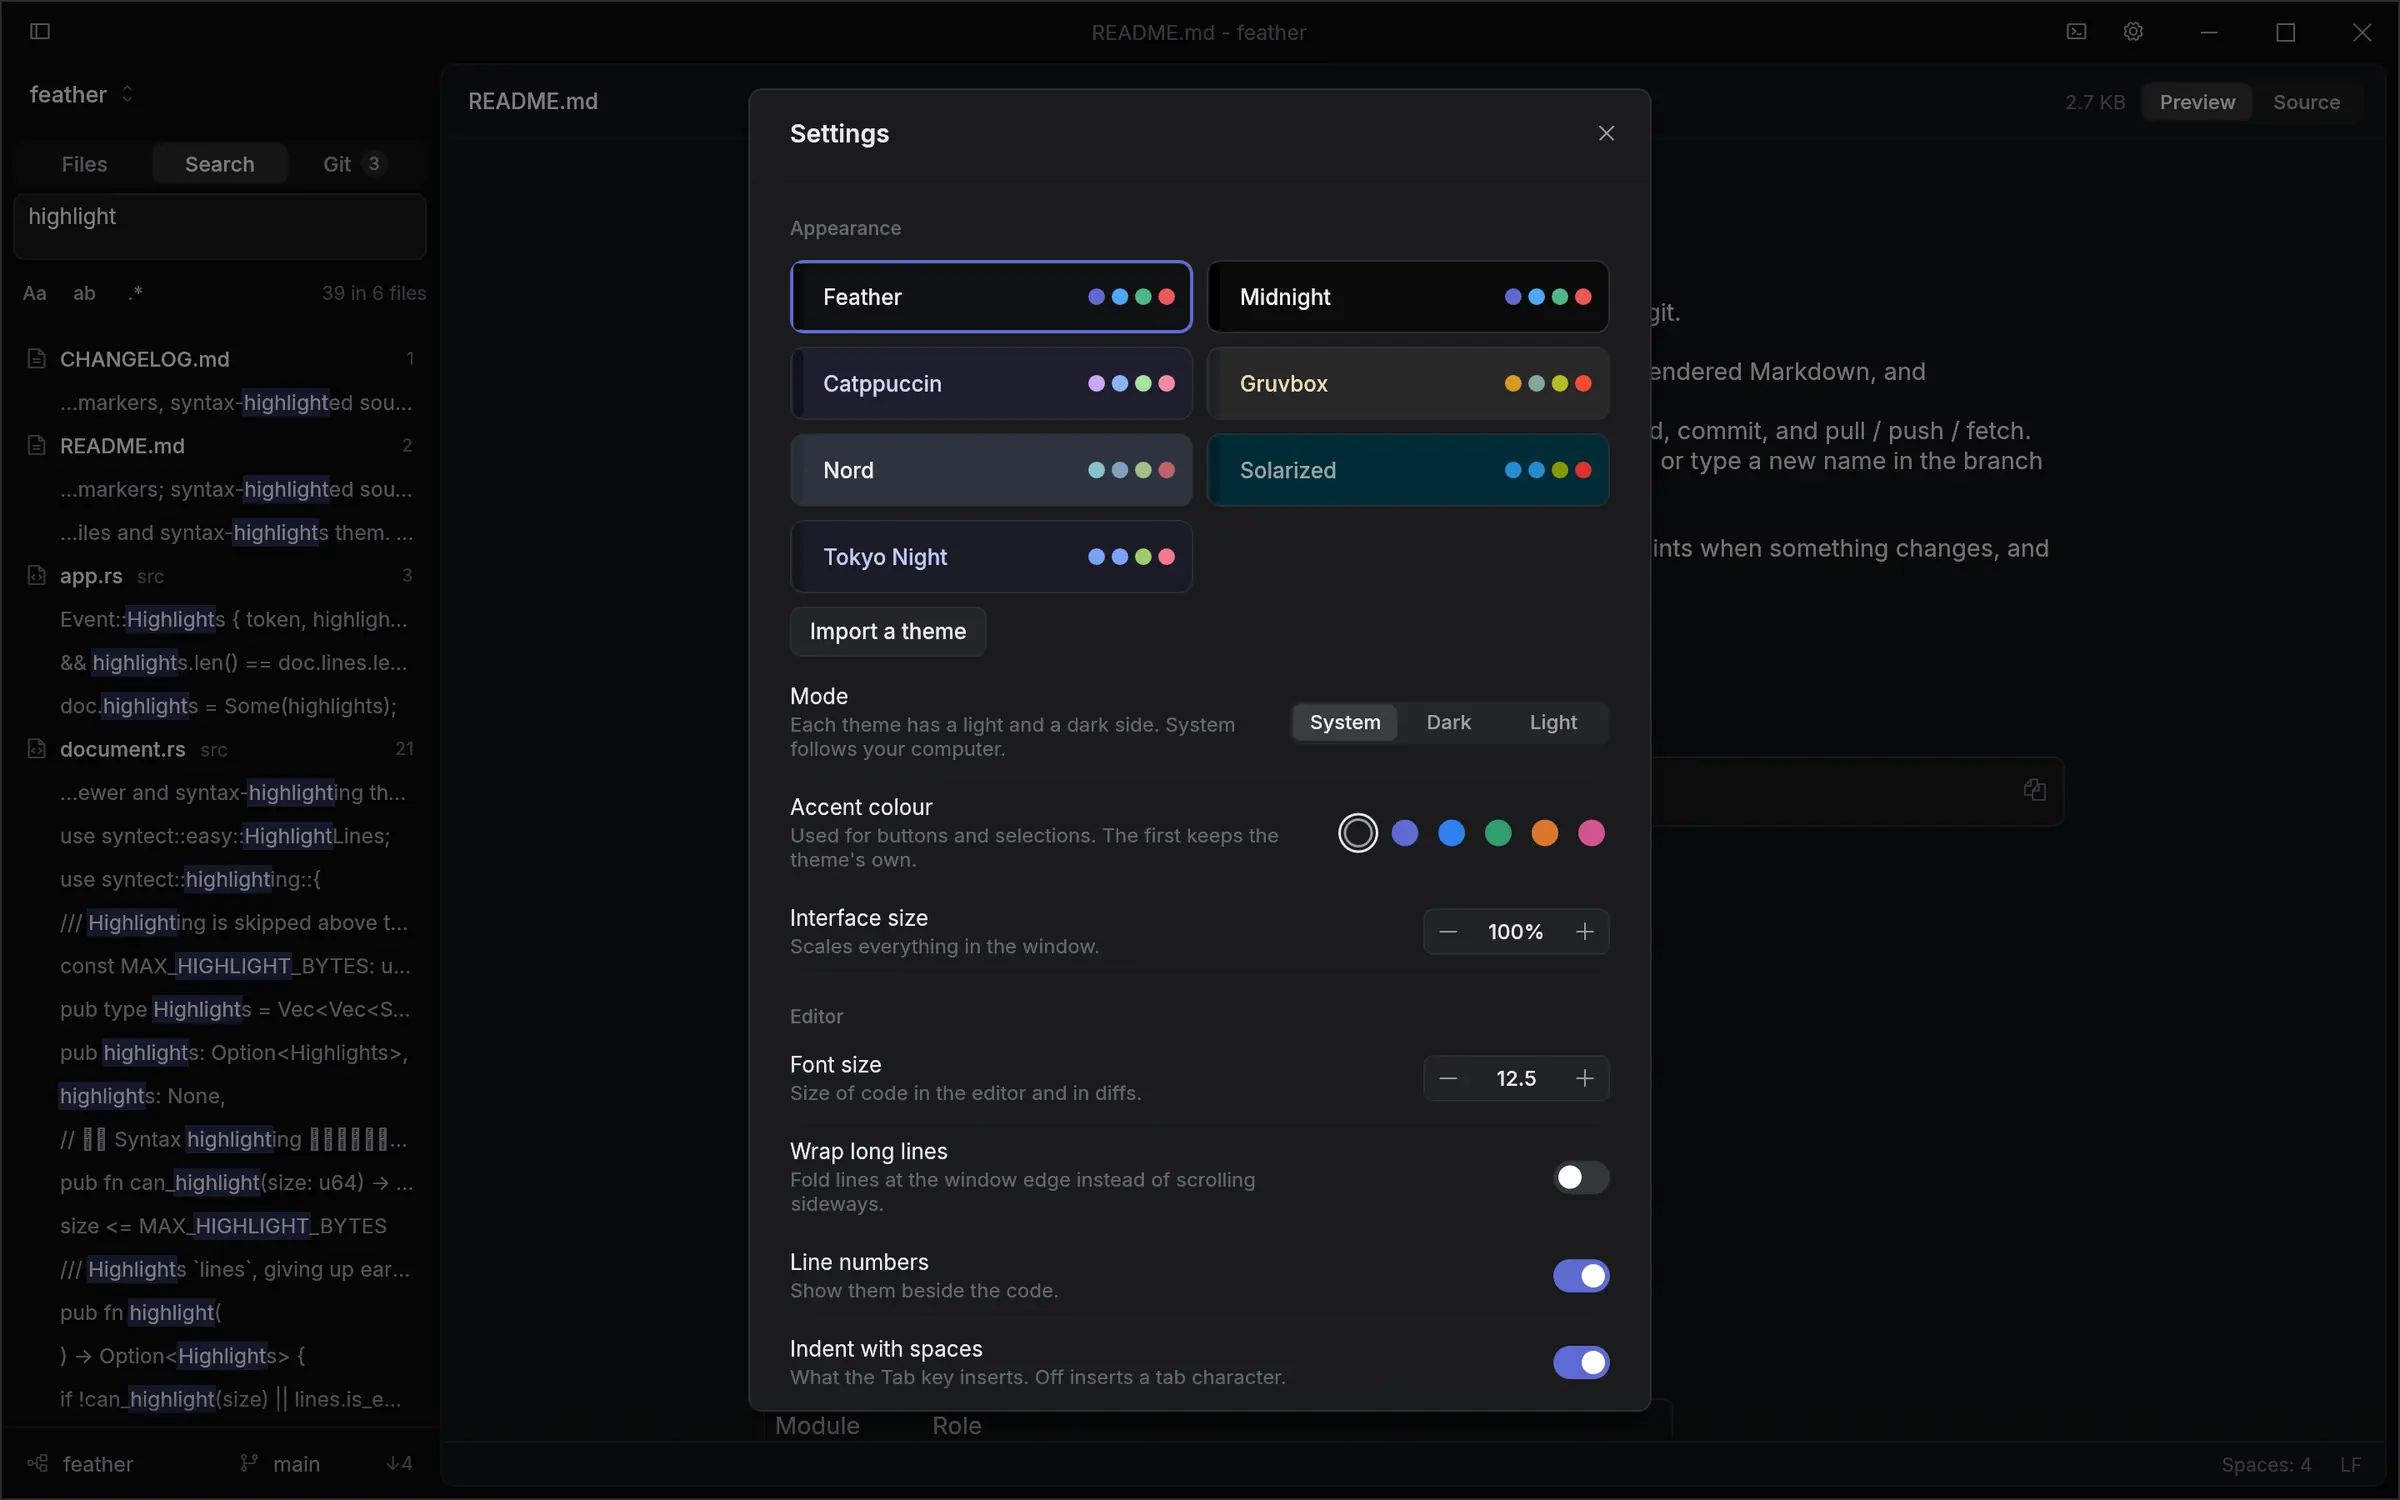 README.md - feather
feather
Files
Search
Git 3
highlight
Aa
ab
.*
39 in 6 files
CHANGELOG.md 1
...markers, syntax-highlighted sou...
README.md 2
...markers; syntax-highlighted sou...
...iles and syntax-highlights them. ...
app.rs src 3
Event::Highlights { token, highligh...
&& highlights.len() == doc.lines.le...
doc.highlights = Some(highlights);
document.rs src 21
...ewer and syntax-highlighting th...
use syntect::easy::HighlightLines;
use syntect::highlighting::{
/// Highlighting is skipped above t...
const MAX_HIGHLIGHT_BYTES: u...
pub type Highlights = Vec<Vec<S...
pub highlights: Option<Highlights>,
highlights: None,
// Syntax highlighting ...
pub fn can_highlight(size: u64) -> ...
size <= MAX_HIGHLIGHT_BYTES
/// Highlights `lines`, giving up ear...
pub fn highlight(
) -> Option<Highlights> {
if !can_highlight(size) || lines.is_e...
feather
main
↓4
README.md
2.7 KB
Preview
Source
git.
endered Markdown, and
d, commit, and pull / push / fetch.
or type a new name in the branch
ints when something changes, and
Module Role
Spaces: 4
LF
Settings
Appearance
Feather
Midnight
Catppuccin
Gruvbox
Nord
Solarized
Tokyo Night
Import a theme
Mode
Each theme has a light and a dark side. System
follows your computer.
System
Dark
Light
Accent colour
Used for buttons and selections. The first keeps the
theme's own.
Interface size
Scales everything in the window.
100%
Editor
Font size
Size of code in the editor and in diffs.
12.5
Wrap long lines
Fold lines at the window edge instead of scrolling
sideways.
Line numbers
Show them beside the code.
Indent with spaces
What the Tab key inserts. Off inserts a tab character.